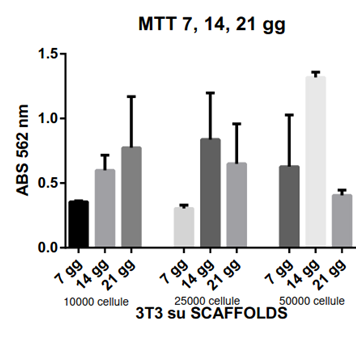 MTT 7, 14, 21 gg
ABS 562 nm
1.5
1.0
0.5
0.0
7 gg 14 gg 21 gg 7 gg 14 gg 21 gg 7 gg 14 gg 21 gg
10000 cellule 25000 cellule 50000 cellule
3T3 su SCAFFOLDS